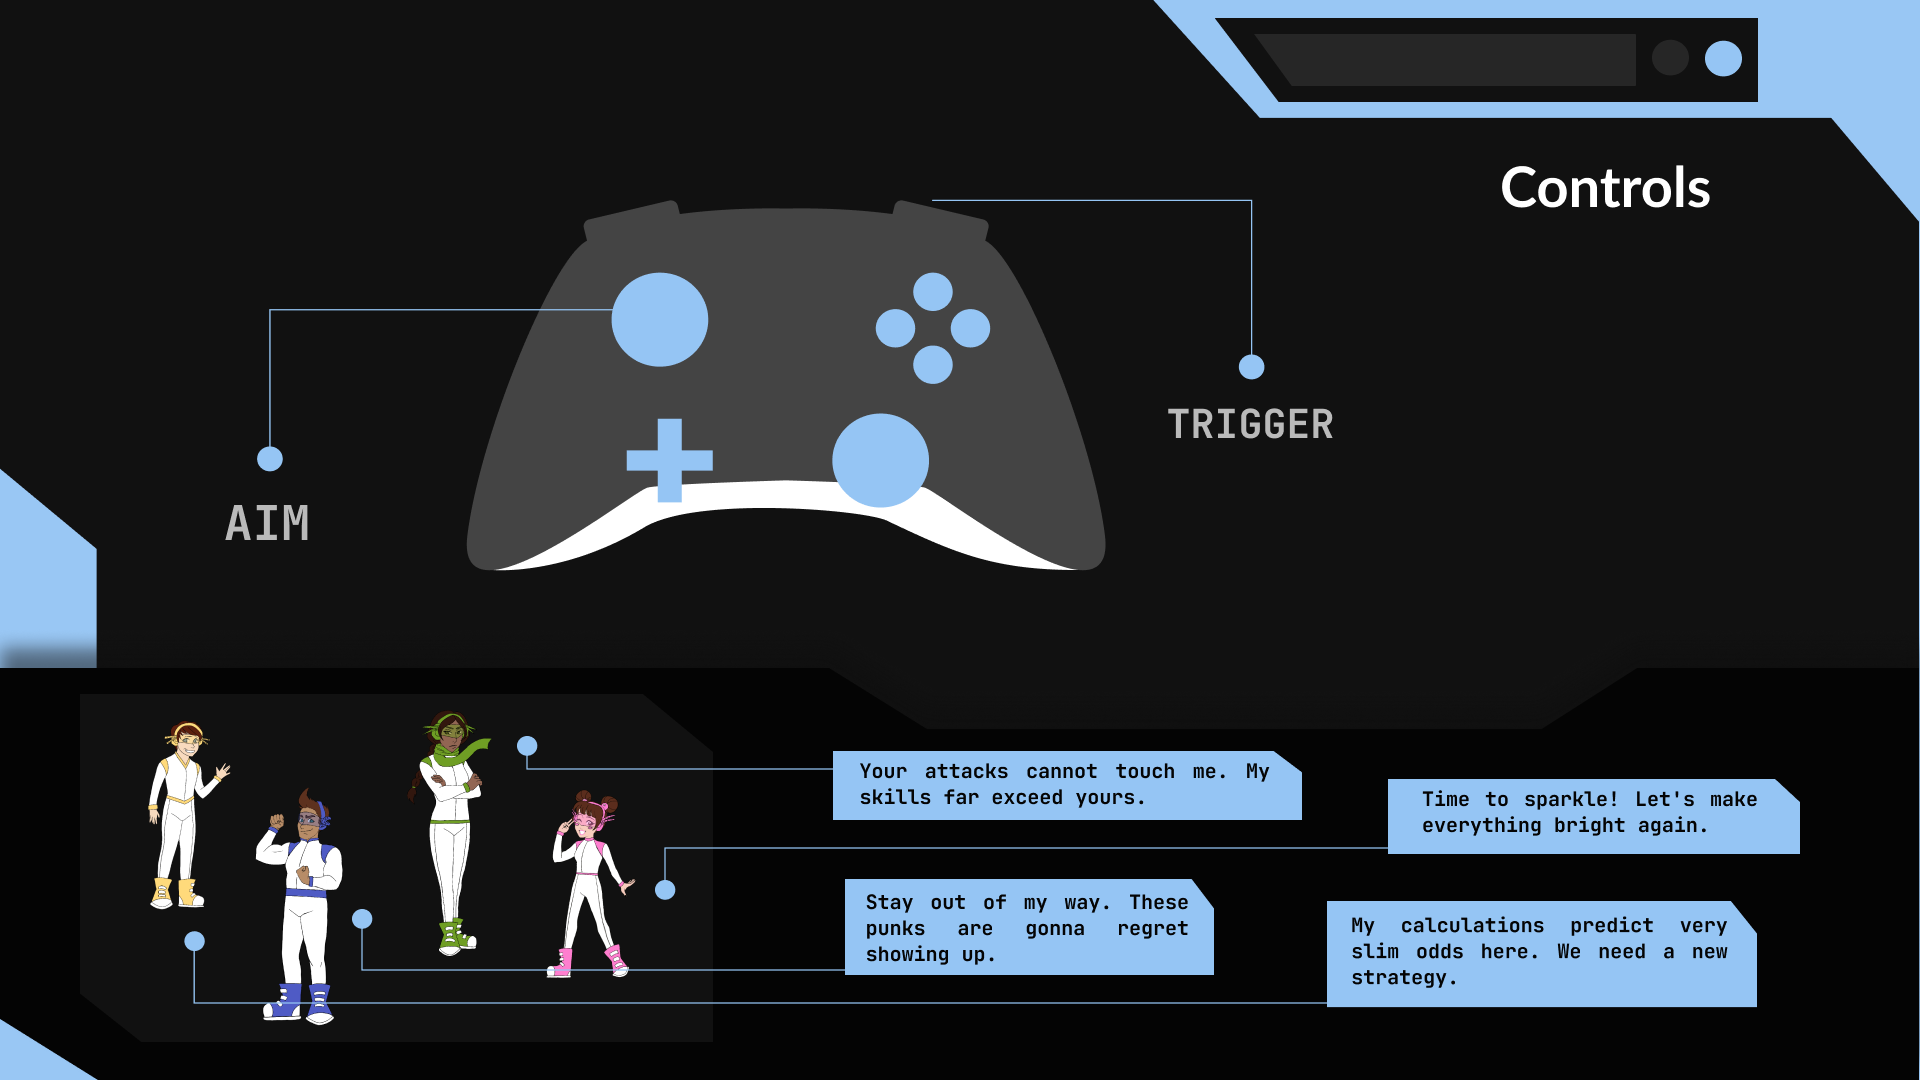 Controls
TRIGGER
AIM
Your attacks cannot touch me. My
skills far exceed yours.
Time to sparkle! Let's make
everything bright again.
Stay out of my way. These
punks are gonna regret
showing up.
My calculations predict very
slim odds here. We need a new
strategy.